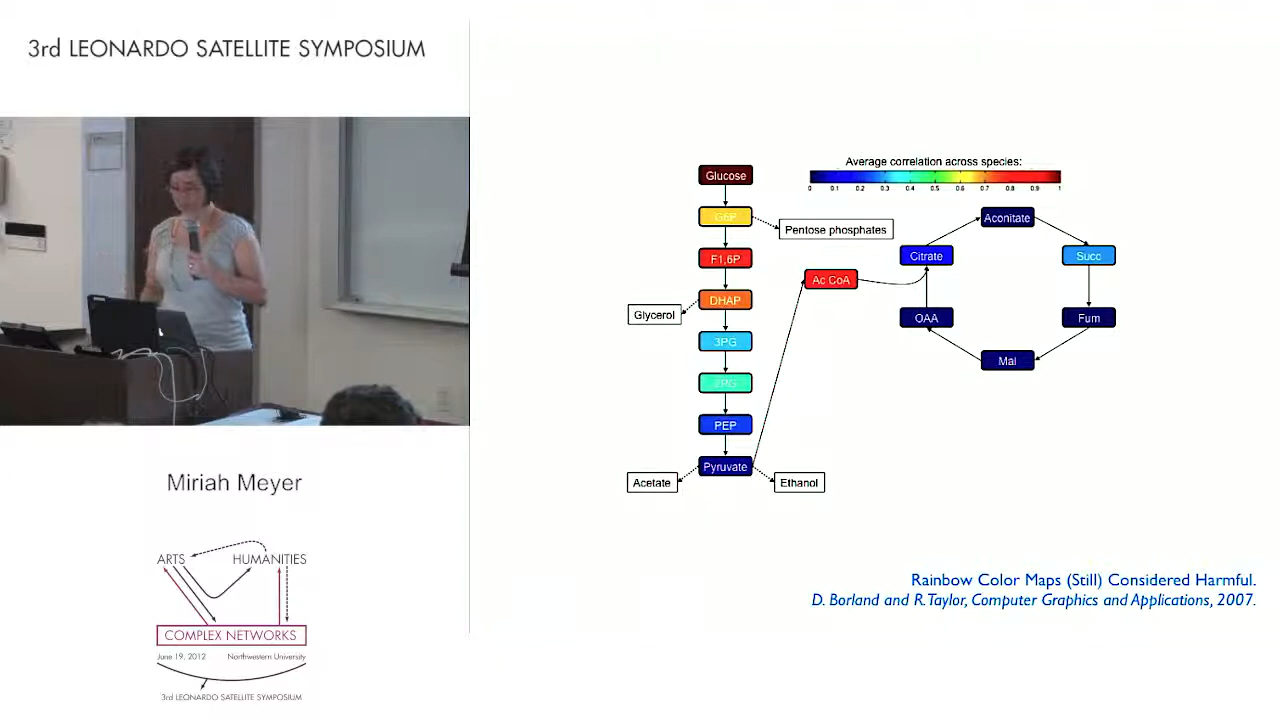 3rd LEONARDO SATELLITE SYMPOSIUM
Miriah Meyer
ARTS
HUMANITIES
COMPLEX NETWORKS
June 19, 2012 Northwestern University
3rd LEONARDO SATELLITE SYMPOSIUM
Average correlation across species:
0 0.1 0.2 0.3 0.4 0.5 0.6 0.7 0.8 0.9 1
Glucose
G6P
Pentose phosphates
F1,6P
DHAP
Glycerol
3PG
2PG
PEP
Pyruvate
Acetate
Ethanol
Ac CoA
Aconitate
Citrate
Succ
OAA
Fum
Mal
Rainbow Color Maps (Still) Considered Harmful.
D. Borland and R. Taylor, Computer Graphics and Applications, 2007.